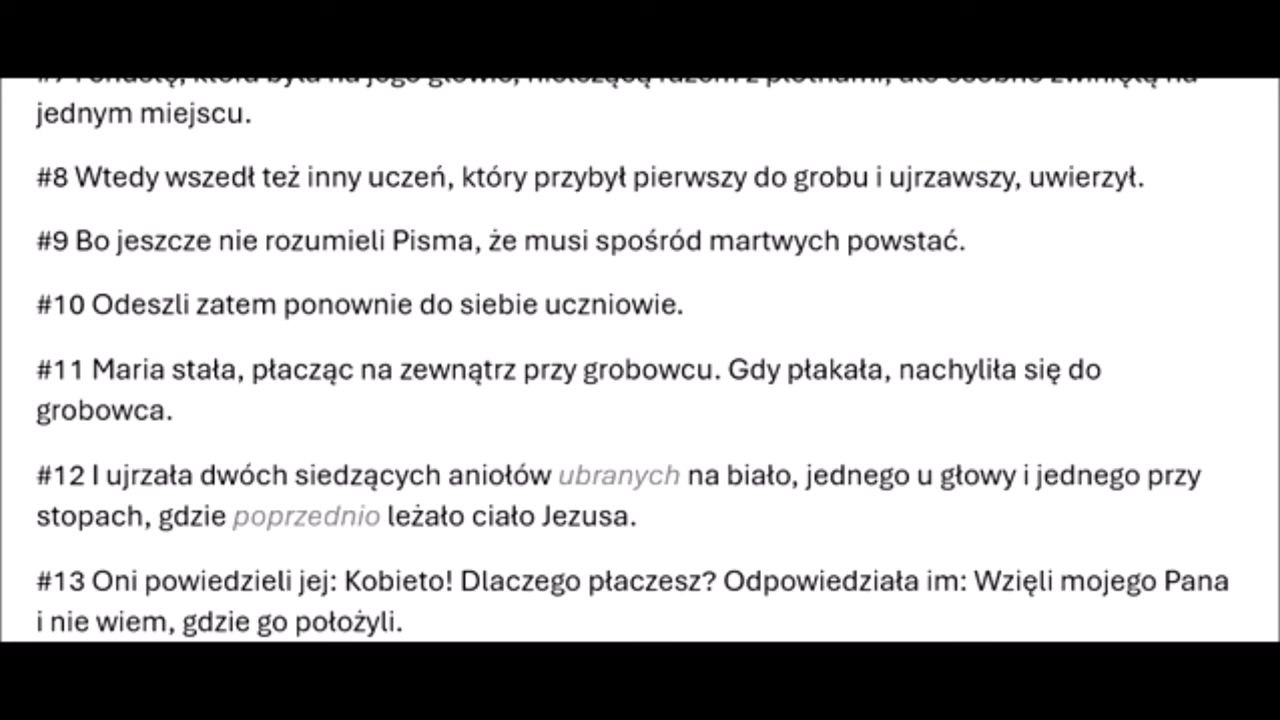 jednym miejscu.
#8 Wtedy wszedł też inny uczeń, który przybył pierwszy do grobu i ujrzawszy, uwierzył.
#9 Bo jeszcze nie rozumieli Pisma, że musi spośród martwych powstać.
#10 Odeszli zatem ponownie do siebie uczniowie.
#11 Maria stała, płacząc na zewnątrz przy grobowcu. Gdy płakała, nachyliła się do
grobowca.
#12 I ujrzała dwóch siedzących aniołów ubranych na biało, jednego u głowy i jednego przy
stopach, gdzie poprzednio leżało ciało Jezusa.
#13 Oni powiedzieli jej: Kobieto! Dlaczego płaczesz? Odpowiedziała im: Wzięli mojego Pana
i nie wiem, gdzie go położyli.